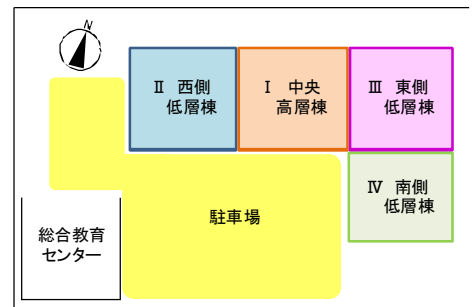 Ⅱ 西側
低層棟
Ⅰ 中央
高層棟
Ⅲ 東側
低層棟
Ⅳ 南側
低層棟
駐車場
総合教育
センター